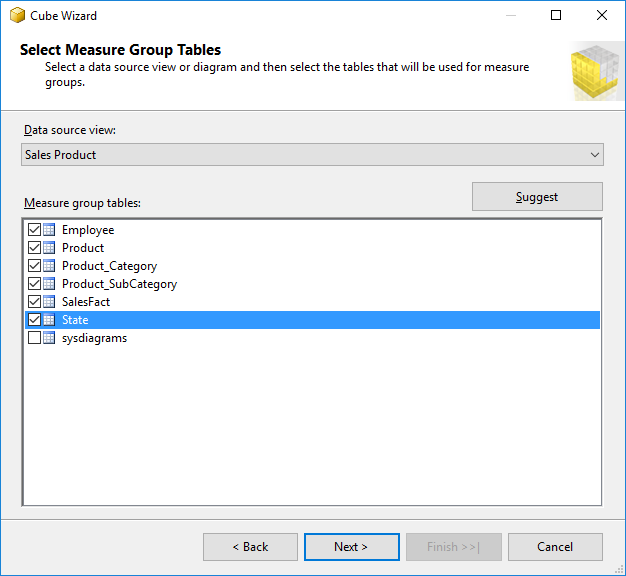 Cube Wizard
Select Measure Group Tables
Select a data source view or diagram and then select the tables that will be used for measure
groups.
Data source view:
Sales Product
Measure group tables:
Suggest
Employee
Product
Product_Category
Product_SubCategory
SalesFact
State
sysdiagrams
< Back
Next >
Finish >>|
Cancel